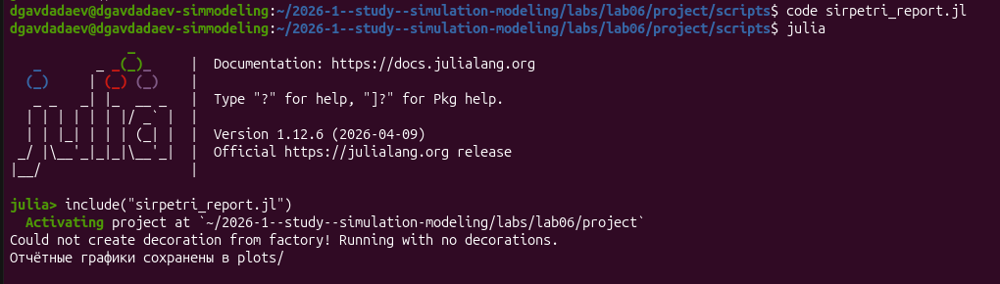 dgavdadaev@dgavdadaev-simmodeling:~/2026-1--study--simulation-modeling/labs/lab06/project/scripts$ code sirpetri_report.jl
dgavdadaev@dgavdadaev-simmodeling:~/2026-1--study--simulation-modeling/labs/lab06/project/scripts$ julia
               _
   _       _ _(_)_     |  Documentation: https://docs.julialang.org
  (_)     | (_) (_)    |
   _ _   _| |_  __ _   |  Type "?" for help, "]?" for Pkg help.
  | | | | | | |/ _` |  |
  | | |_| | | | (_| |  |  Version 1.12.6 (2026-04-09)
 _/ |\__'_|_|_|\__'_|  |  Official https://julialang.org release
|__/                   |
julia> include("sirpetri_report.jl")
  Activating project at `~/2026-1--study--simulation-modeling/labs/lab06/project`
Could not create decoration from factory! Running with no decorations.
Отчётные графики сохранены в plots/